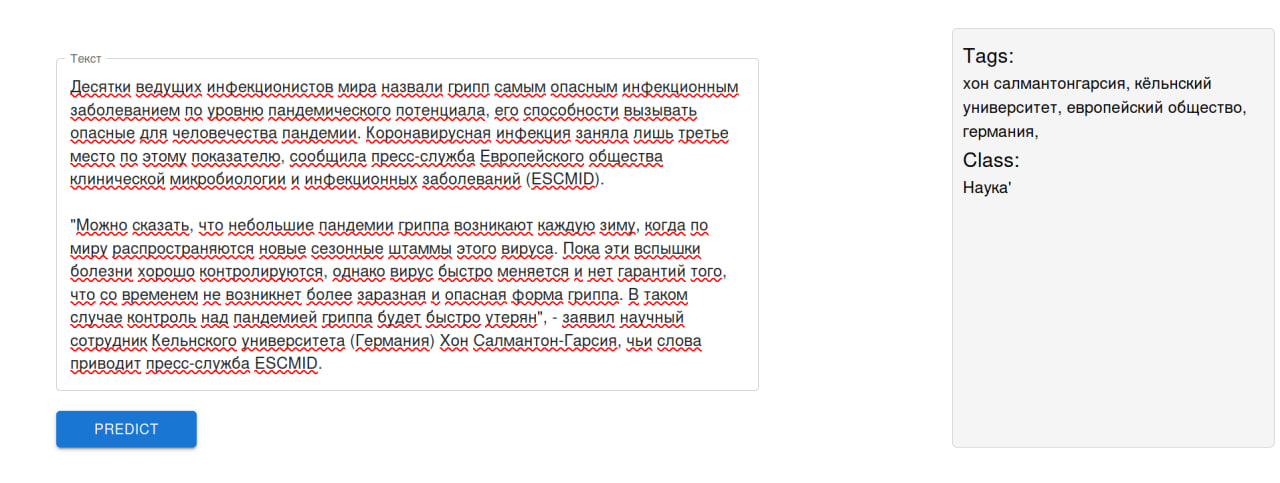 Текст
Десятки ведущих инфекционистов мира назвали грипп самым опасным инфекционным
заболеванием по уровню пандемического потенциала, его способности вызывать
опасные для человечества пандемии. Коронавирусная инфекция заняла лишь третье
место по этому показателю, сообщила пресс-служба Европейского общества
клинической микробиологии и инфекционных заболеваний (ESCMID).
"Можно сказать, что небольшие пандемии гриппа возникают каждую зиму, когда по
миру распространяются новые сезонные штаммы этого вируса. Пока эти вспышки
болезни хорошо контролируются, однако вирус быстро меняется и нет гарантий того,
что со временем не возникнет более заразная и опасная форма гриппа. В таком
случае контроль над пандемией гриппа будет быстро утерян", - заявил научный
сотрудник Кельнского университета (Германия) Хон Салмантон-Гарсия, чьи слова
приводит пресс-служба ESCMID.
PREDICT
Tags:
хон салмантонгарсия, кёльнский
университет, европейский общество,
германия,
Class:
Наука'